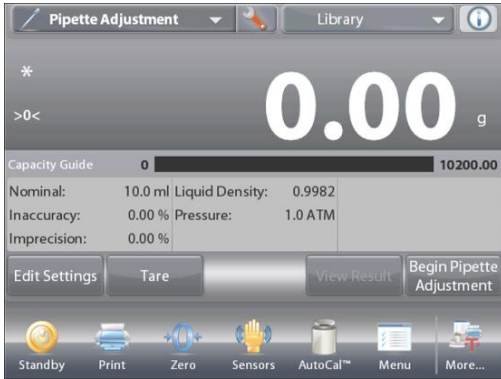 Pipette Adjustment
Library
*
0.00
>0<
g
Capacity Guide 0 10200.00
Nominal: 10.0 ml Liquid Density: 0.9982
Inaccuracy: 0.00 % Pressure: 1.0 ATM
Imprecision: 0.00 %
Edit Settings Tare View Result Begin Pipette
Adjustment
Standby Print Zero Sensors AutoCal™ Menu More...